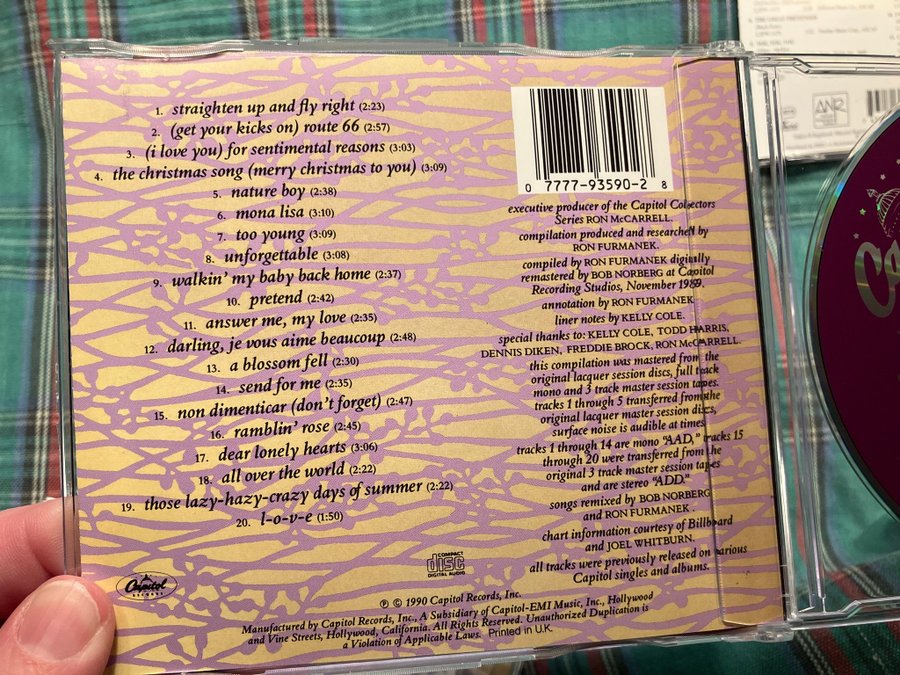 1. straighten up and fly right (2:23)
2. (get your kicks on) route 66 (2:57)
3. (i love you) for sentimental reasons (3:03)
4. the christmas song (merry christmas to you) (3:09)
5. nature boy (2:38)
6. mona lisa (3:10)
7. too young (3:09)
8. unforgettable (3:08)
9. walkin' my baby back home (2:37)
10. pretend (2:42)
11. answer me, my love (2:35)
12. darling, je vous aime beaucoup (2:48)
13. a blossom fell (2:30)
14. send for me (2:35)
15. non dimenticar (don't forget) (2:47)
16. ramblin' rose (2:45)
17. dear lonely hearts (3:06)
18. all over the world (2:22)
19. those lazy-hazy-crazy days of summer (2:22)
20. l-o-v-e (1:50)
0 7777-93590-2 8
executive producer of the Capitol Collectors
Series RON McCARRELL.
compilation produced and researched by
RON FURMANEK.
compiled by RON FURMANEK digitally
remastered by BOB NORBERG at Capitol
Recording Studios, November 1989.
annotation by RON FURMANEK
liner notes by KELLY COLE.
special thanks to: KELLY COLE, TODD HARRIS,
DENNIS DIKEN, FREDDIE BROCK, RON McCARRELL.
this compilation was mastered from the
original lacquer session discs, full track
mono and 3 track master session tapes.
tracks 1 through 5 transferred from the
original lacquer master session discs,
surface noise is audible at times.
tracks 1 through 14 are mono "AAD," tracks 15
through 20 were transferred from the
original 3 track master session tapes
and are stereo "ADD."
songs remixed by BOB NORBERG
and RON FURMANEK.
chart information courtesy of Billboard
and JOEL WHITBURN.
all tracks were previously released on various
Capitol singles and albums.
COMPACT
disc
DIGITAL AUDIO
Capitol
RECORDS
℗ © 1990 Capitol Records, Inc.
Manufactured by Capitol Records, Inc., A Subsidiary of Capitol-EMI Music, Inc., Hollywood
and Vine Streets, Hollywood, California. All Rights Reserved. Unauthorized Duplication is
a Violation of Applicable Laws. Printed in U.K.